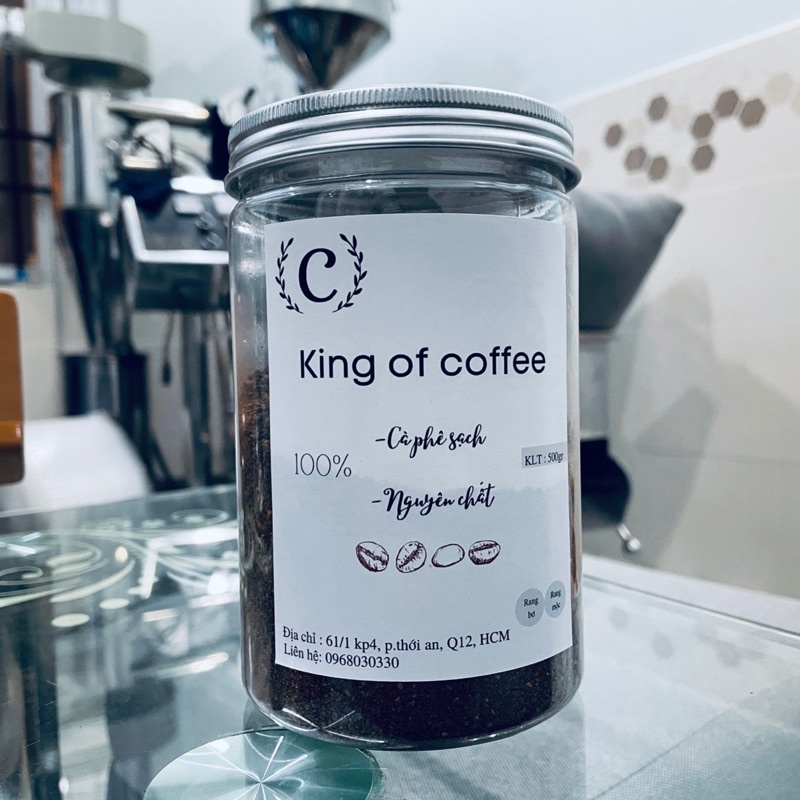 C
King of coffee
100%
-Cà phê sạch
-Nguyên chất
KLT : 500gr
Rang
bơ
Rang
mộc
Địa chỉ : 61/1 kp4, p.thới an, Q12, HCM
Liên hệ: 0968030330